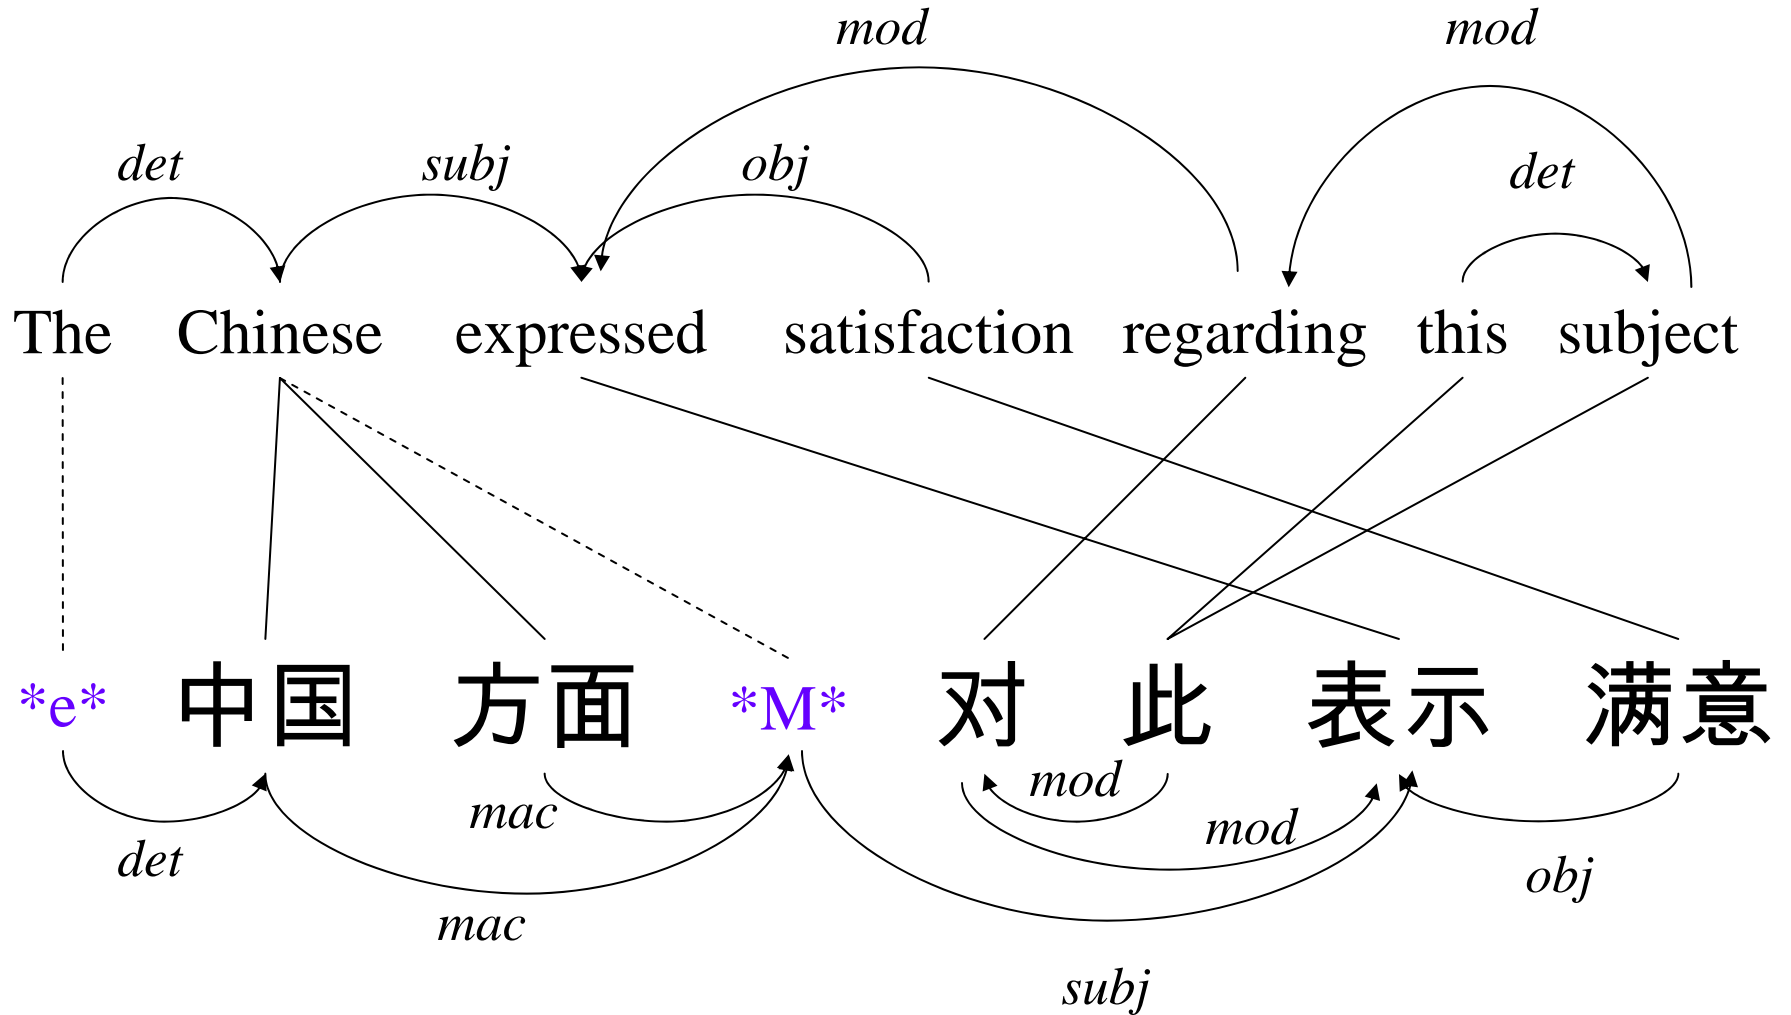 mod mod
det subj obj det
The Chinese expressed satisfaction regarding this subject
*e* 中国 方面 *M* 对 此 表示 满意
mac mod mod
det obj
mac
subj